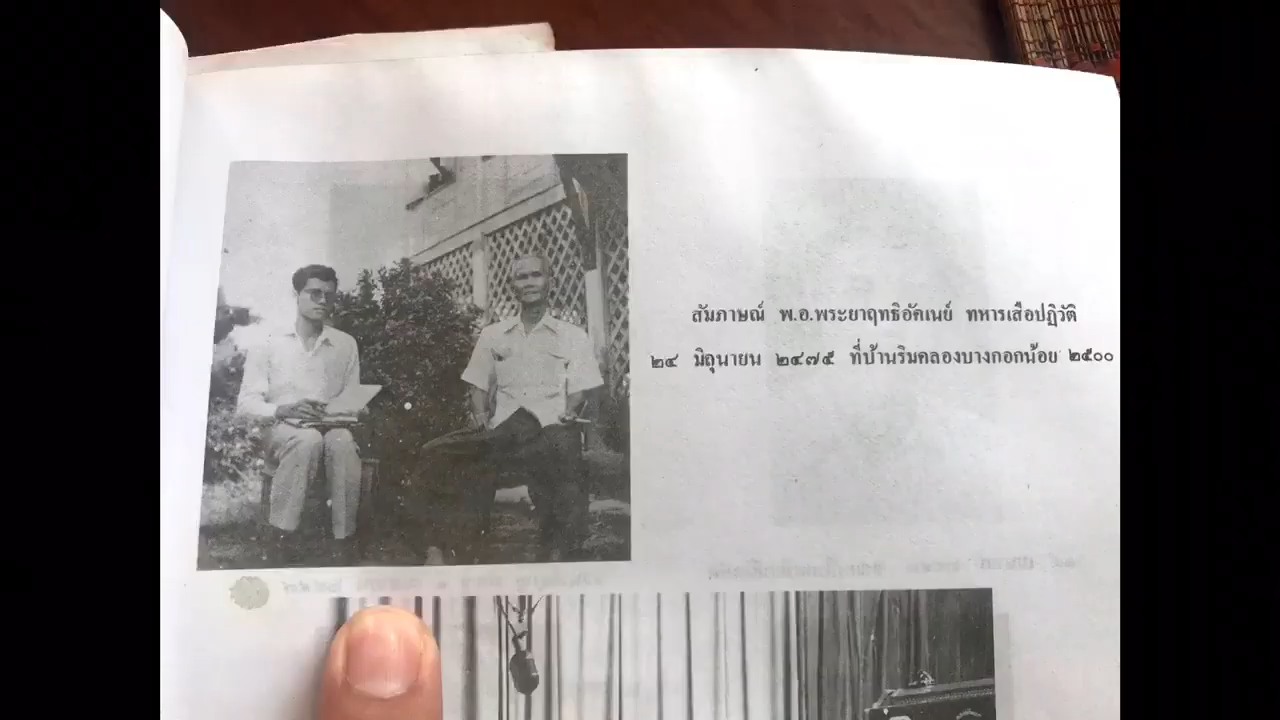 สัมภาษณ์ พ.อ.พระยาฤทธิอัคเนย์ ทหารเสือปฏิวัติ
๒๔ มิถุนายน ๒๔๗๕ ที่บ้านริมคลองบางกอกน้อย ๒๕๐๐